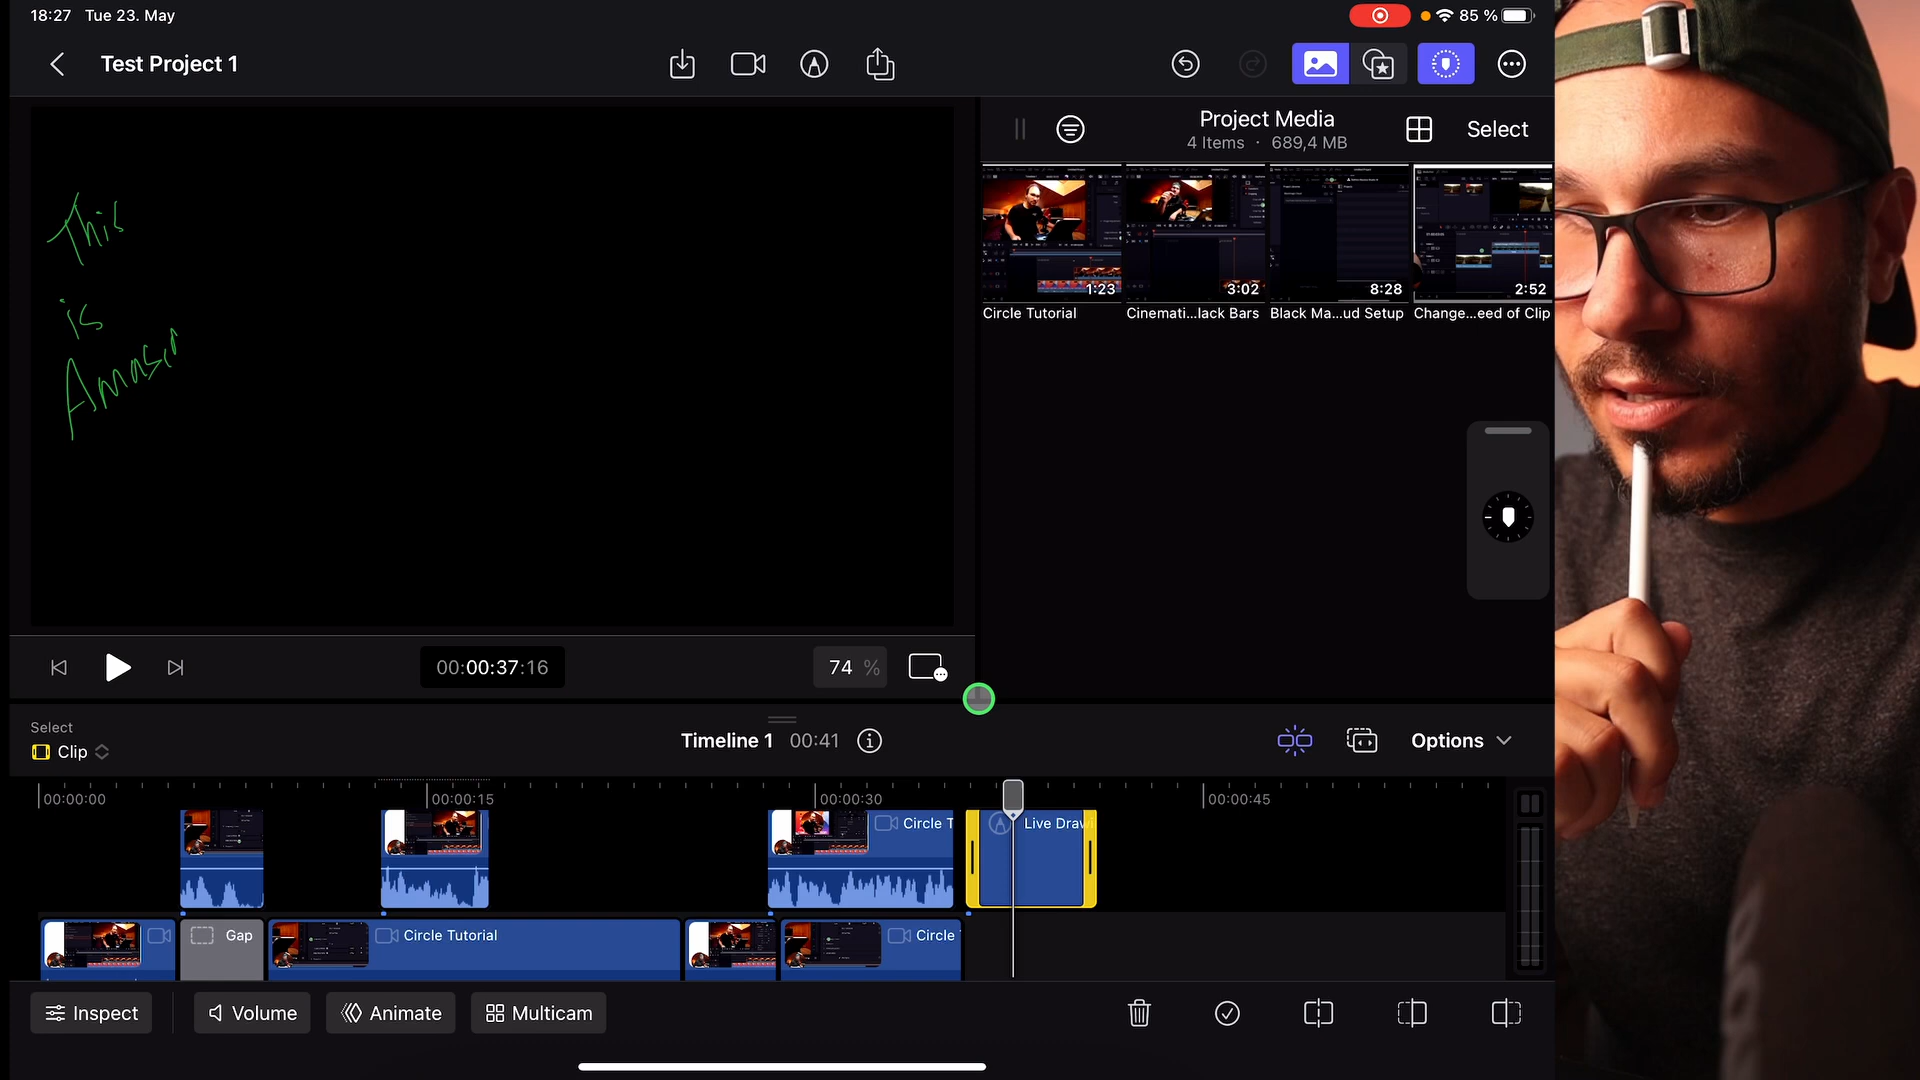 18:27 Tue 23. May
85 %
Test Project 1
Project Media
4 Items · 689,4 MB
Select
1:23
3:02
8:28
2:52
Circle Tutorial
Cinemati...lack Bars
Black Ma...ud Setup
Change...eed of Clip
This
is
00:00:37:16
74 %
Select
Clip
Timeline 1 00:41
Options
00:00:00
00:00:15
00:00:30
00:00:45
Circle T
Live Draw
Gap
Circle Tutorial
Circle
Inspect
Volume
Animate
Multicam